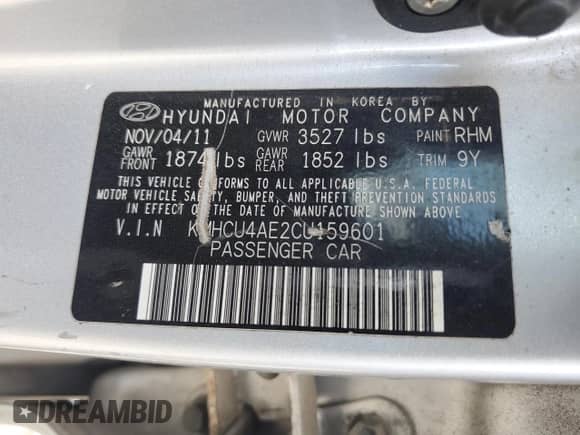 MANUFACTURED IN KOREA BY
HYUNDAI MOTOR COMPANY
NOV/04/11 GVWR 3527 lbs PAINT RHM
GAWR FRONT 1874 lbs GAWR REAR 1852 lbs TRIM 9Y
THIS VEHICLE CONFORMS TO ALL APPLICABLE U.S.A. FEDERAL
MOTOR VEHICLE SAFETY, BUMPER, AND THEFT PREVENTION STANDARDS
IN EFFECT ON THE DATE OF MANUFACTURE SHOWN ABOVE.
V.I.N KMHCU4AE2CU159601
PASSENGER CAR
DREAMBID